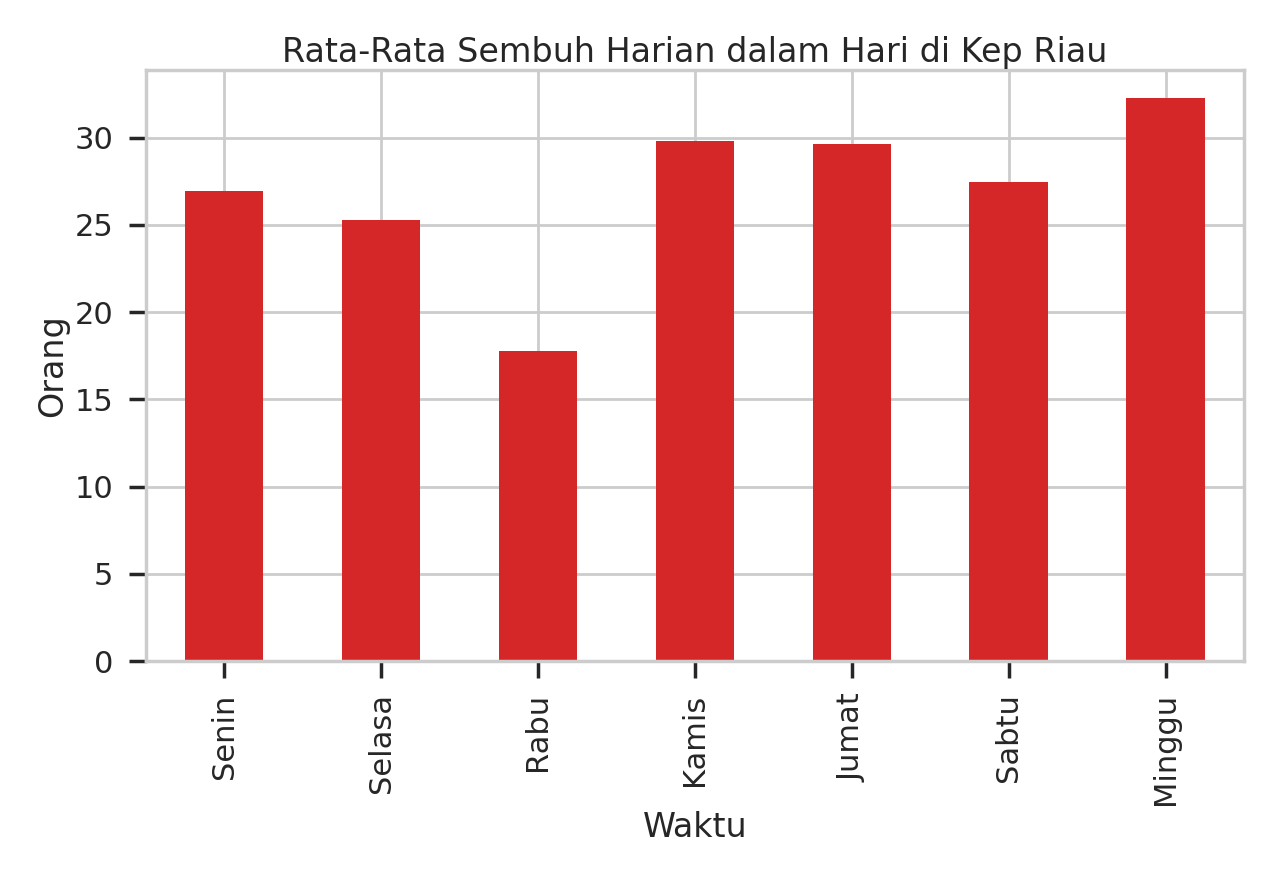 Rata-Rata Sembuh Harian dalam Hari di Kep Riau
Orang
30
25
20
15
10
5
0
Senin
Selasa
Rabu
Kamis
Jumat
Sabtu
Minggu
Waktu